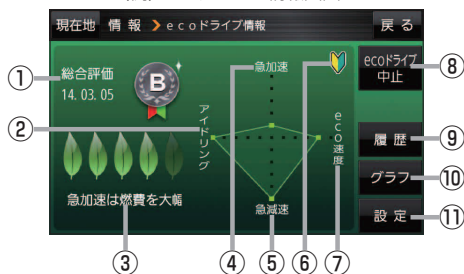 現在地 情報 > ecoドライブ情報 戻る
① 総合評価
14. 03. 05
B
④ 急加速
⑥
ecoドライブ
中止 ⑧
② アイドリング
eco速度
履歴 ⑨
グラフ ⑩
急加速は燃費を大幅
急減速
設定 ⑪
③ ⑤ ⑦